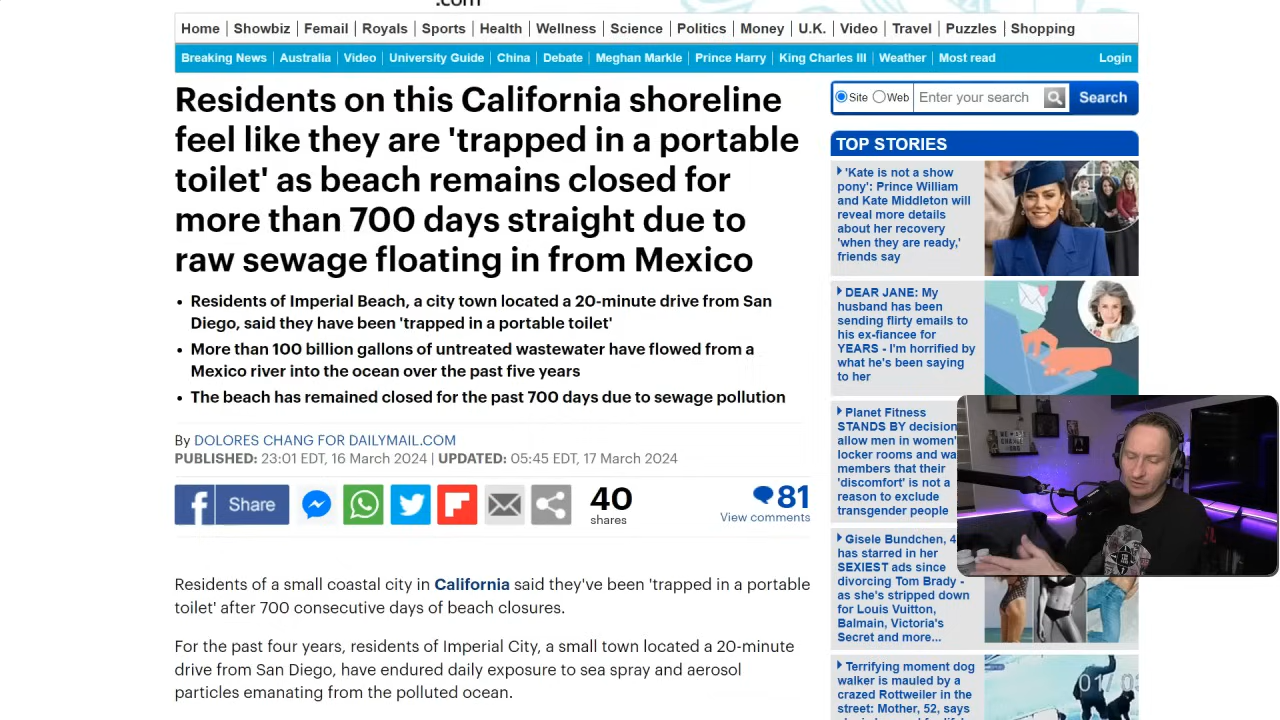 .com
Home Showbiz Femail Royals Sports Health Wellness Science Politics Money U.K. Video Travel Puzzles Shopping
Breaking News Australia Video University Guide China Debate Meghan Markle Prince Harry King Charles III Weather Most read Login
Residents on this California shoreline
feel like they are 'trapped in a portable
toilet' as beach remains closed for
more than 700 days straight due to
raw sewage floating in from Mexico
• Residents of Imperial Beach, a city town located a 20-minute drive from San
Diego, said they have been 'trapped in a portable toilet'
• More than 100 billion gallons of untreated wastewater have flowed from a
Mexico river into the ocean over the past five years
• The beach has remained closed for the past 700 days due to sewage pollution
By DOLORES CHANG FOR DAILYMAIL.COM
PUBLISHED: 23:01 EDT, 16 March 2024 | UPDATED: 05:45 EDT, 17 March 2024
Share
40
shares
81
View comments
Residents of a small coastal city in California said they've been 'trapped in a portable
toilet' after 700 consecutive days of beach closures.
For the past four years, residents of Imperial City, a small town located a 20-minute
drive from San Diego, have endured daily exposure to sea spray and aerosol
particles emanating from the polluted ocean.
Site Web Enter your search Search
TOP STORIES
'Kate is not a show
pony': Prince William
and Kate Middleton will
reveal more details
about her recovery
'when they are ready,'
friends say
DEAR JANE: My
husband has been
sending flirty emails to
his ex-fiancee for
YEARS - I'm horrified by
what he's been saying
to her
Planet Fitness
STANDS BY decision
allow men in women'
locker rooms and wa
members that their
'discomfort' is not a
reason to exclude
transgender people
Gisele Bundchen, 4
has starred in her
SEXIEST ads since
divorcing Tom Brady -
as she's stripped down
for Louis Vuitton,
Balmain, Victoria's
Secret and more...
Terrifying moment dog
walker is mauled by a
crazed Rottweiler in the
street: Mother, 52, says
01/0